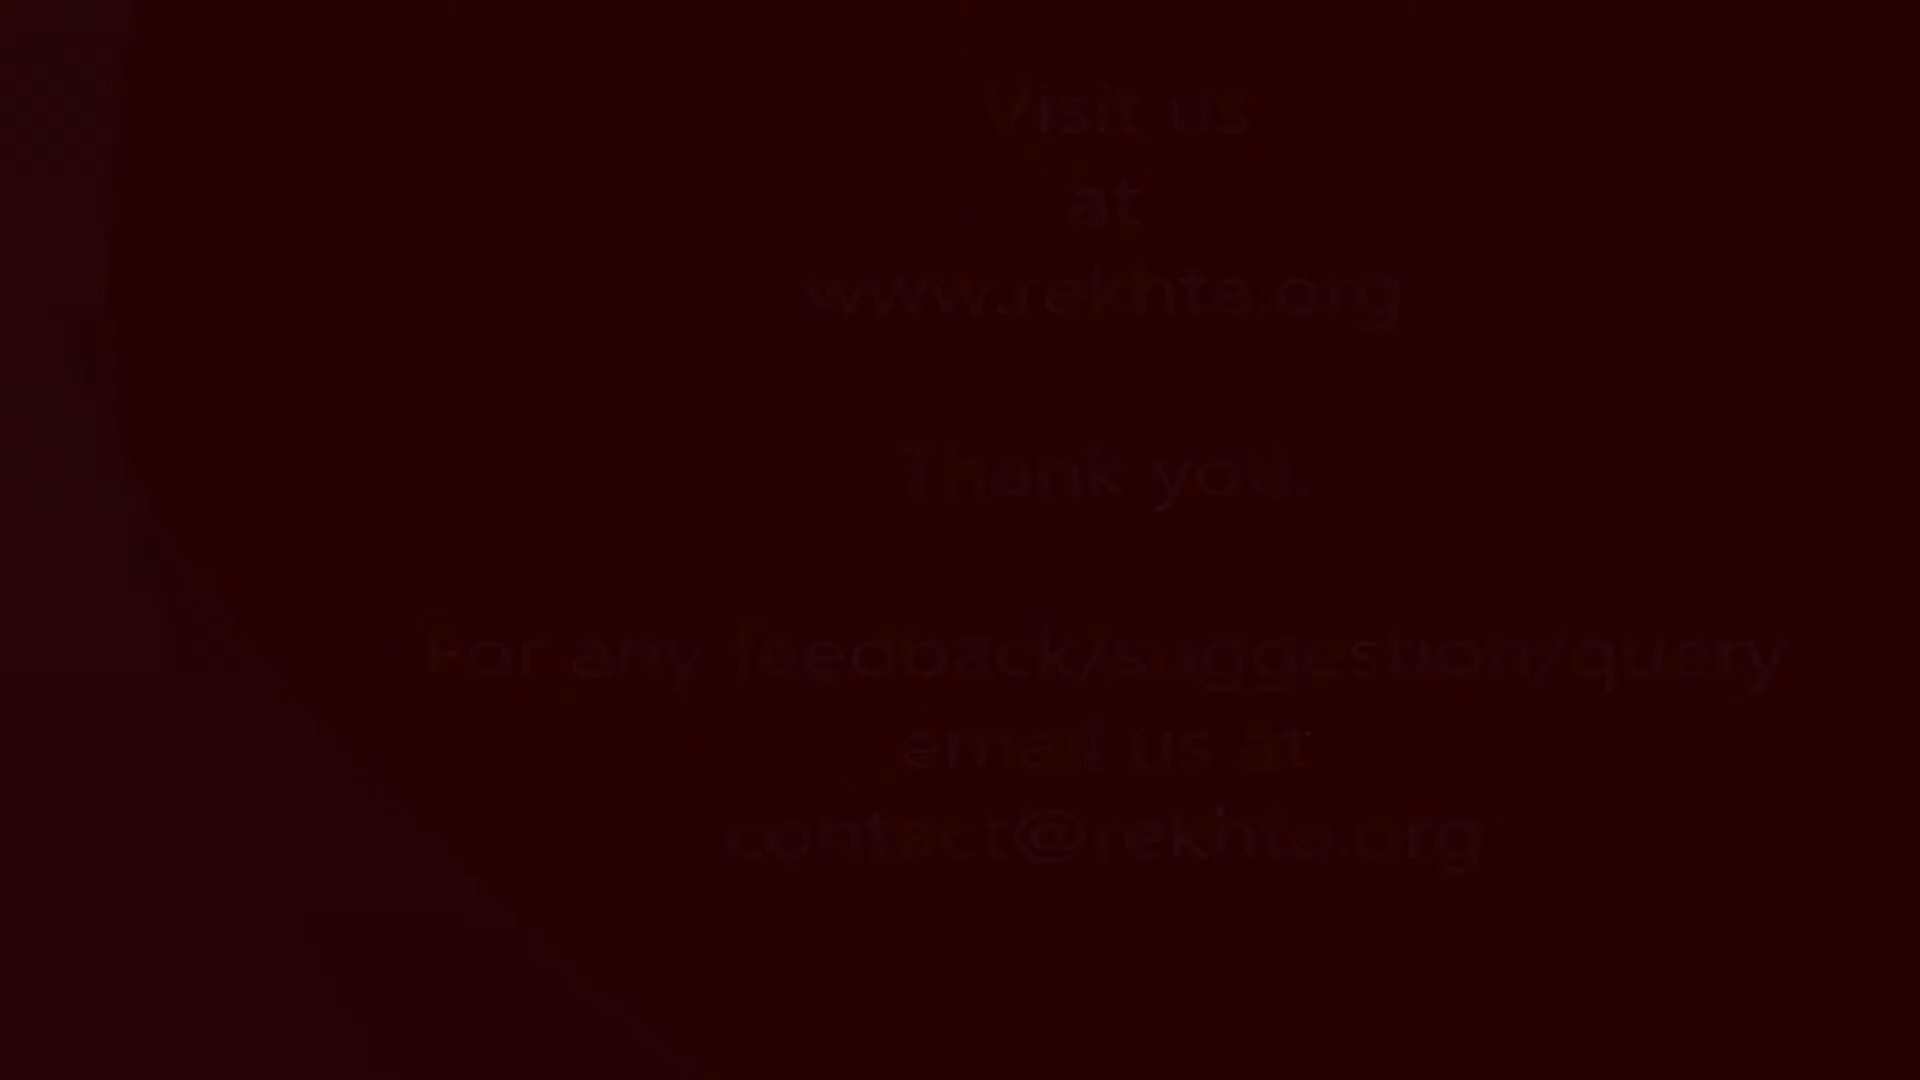 Visit us
at
www.rekhta.org
Thank you.
For any feedback/suggestion/query
email us at
contact@rekhta.org